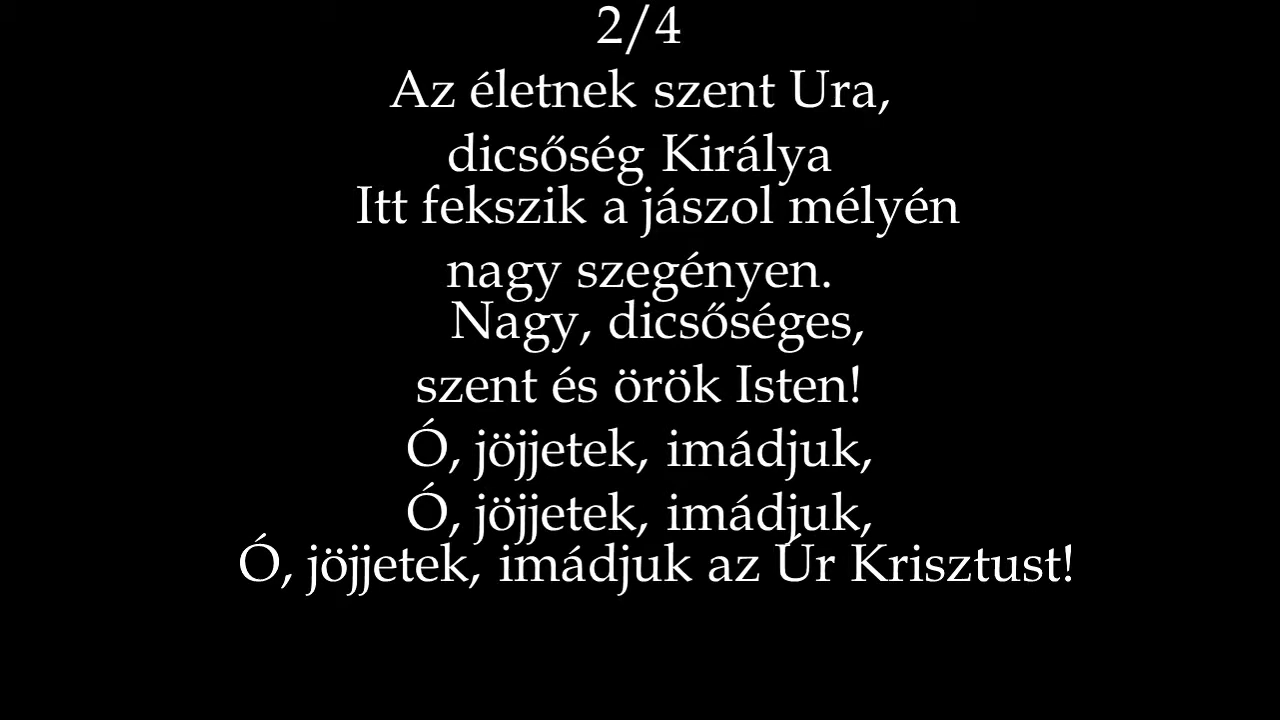 2/4
Az életnek szent Ura,
dicsőség Királya
Itt fekszik a jászol mélyén
nagy szegényen.
Nagy, dicsőséges,
szent és örök Isten!
Ó, jöjjetek, imádjuk,
Ó, jöjjetek, imádjuk,
Ó, jöjjetek, imádjuk az Úr Krisztust!